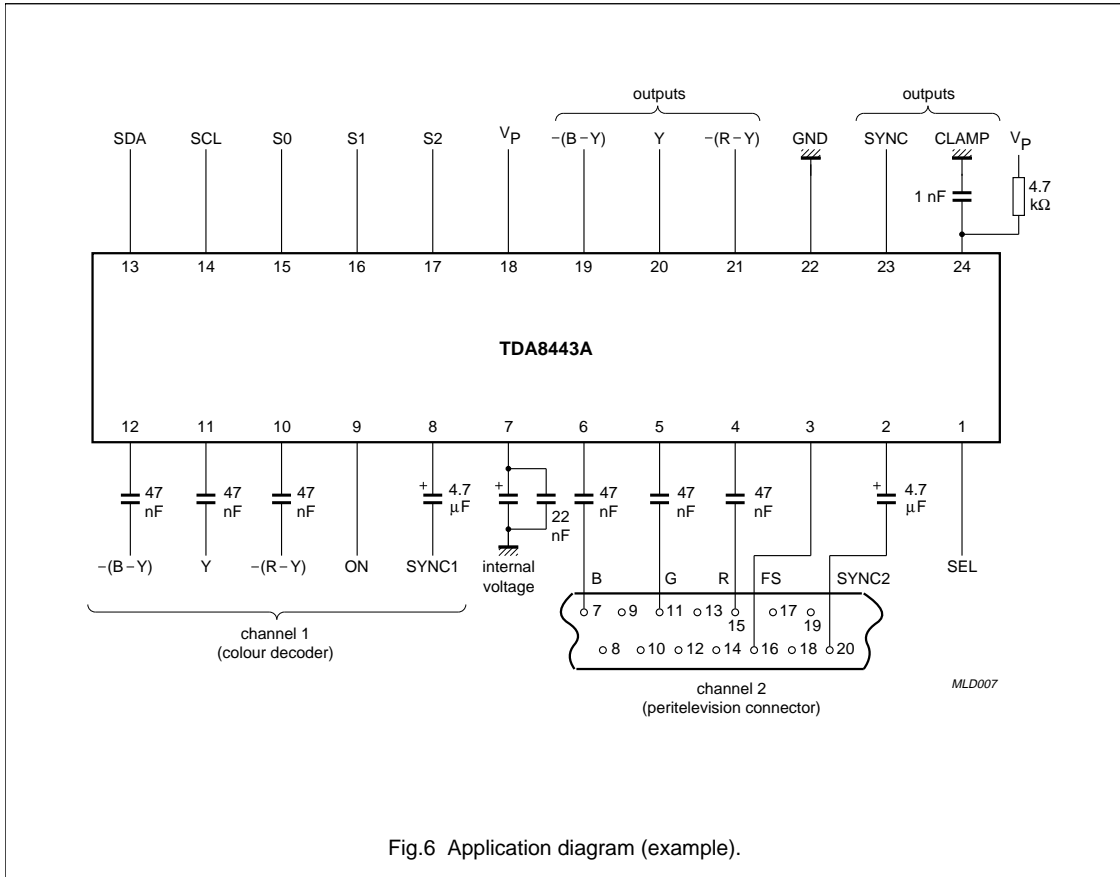 outputs outputs
SDA SCL S0 S1 S2 VP −(B−Y) Y −(R−Y) GND SYNC CLAMP VP
1 nF 4.7 kΩ
13 14 15 16 17 18 19 20 21 22 23 24
TDA8443A
12 11 10 9 8 7 6 5 4 3 2 1
47 nF 47 nF 47 nF + 4.7 µF + 22 nF 47 nF 47 nF 47 nF + 4.7 µF
−(B−Y) Y −(R−Y) ON SYNC1 internal voltage B G R FS SYNC2 SEL
7 9 11 13 15 17 19
8 10 12 14 16 18 20
channel 1
(colour decoder)
channel 2
(peritelevision connector)
MLD007
Fig.6 Application diagram (example).